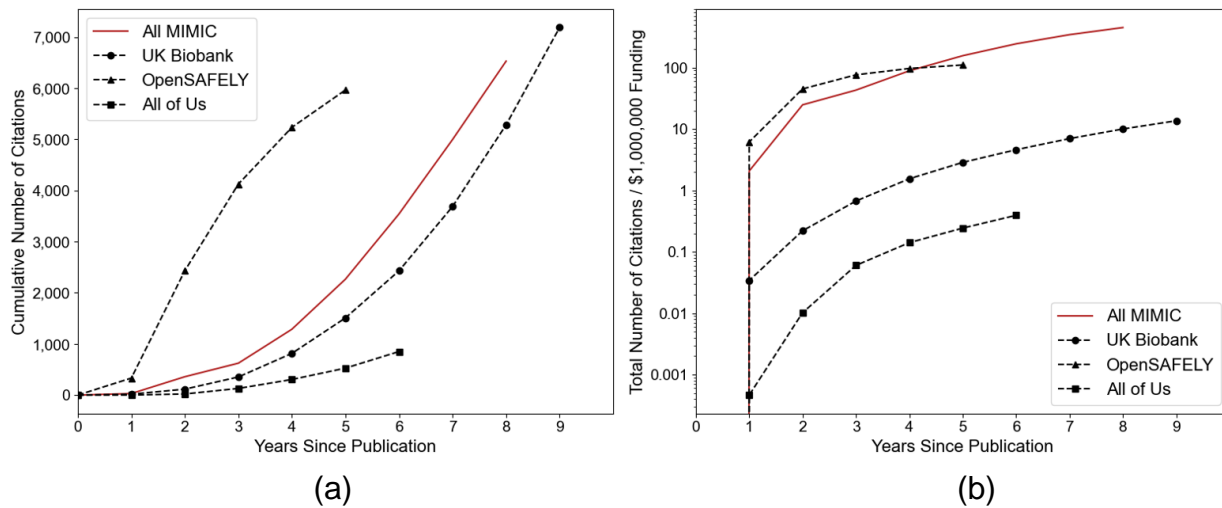 All MIMIC
UK Biobank
OpenSAFELY
All of Us
7,000
6,000
5,000
4,000
3,000
2,000
1,000
0
Cumulative Number of Citations
0 1 2 3 4 5 6 7 8 9
Years Since Publication
(a)
100
10
1
0.1
0.01
0.001
Total Number of Citations / $1,000,000 Funding
All MIMIC
UK Biobank
OpenSAFELY
All of Us
0 1 2 3 4 5 6 7 8 9
Years Since Publication
(b)